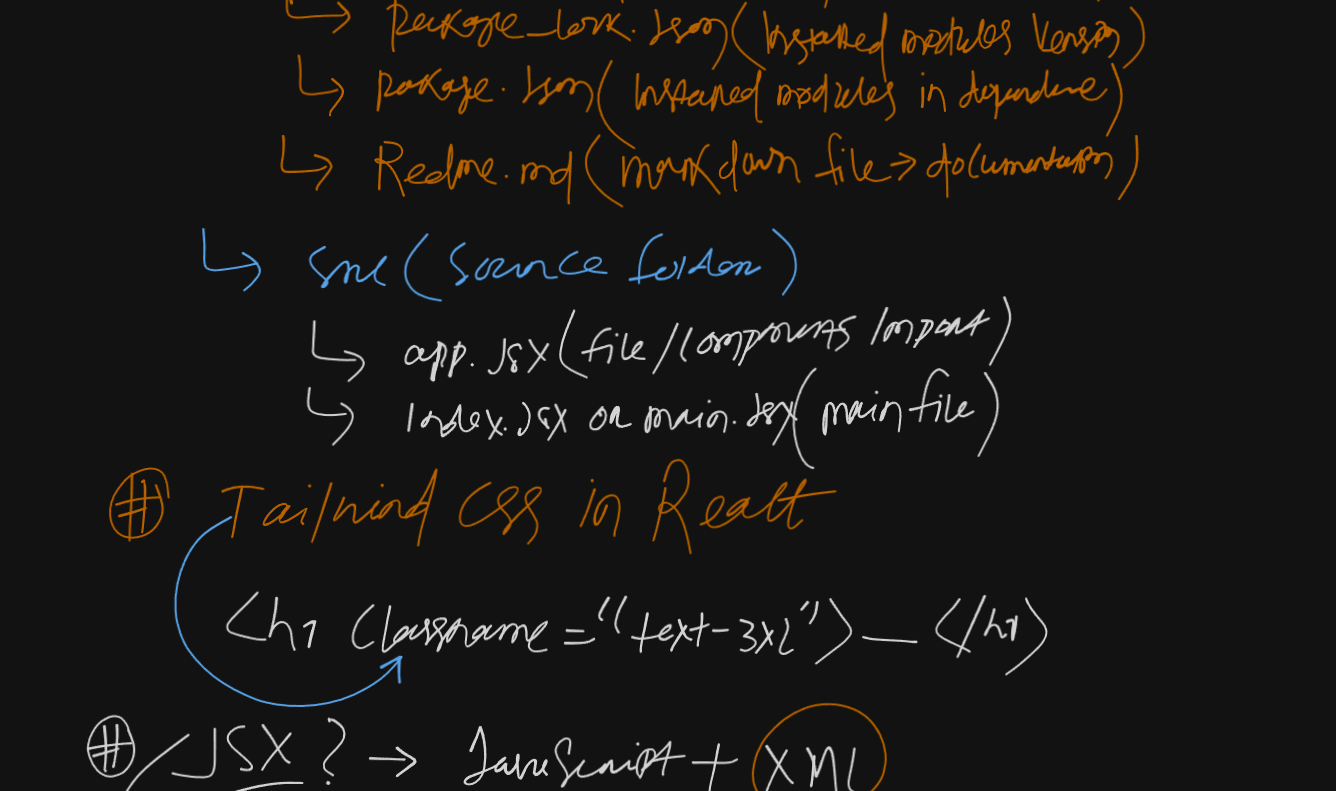 ↳ package_lock.Json (Installed modules Version)
↳ package.Json (Installed modules in dependence)
↳ Redme.md (markdown file → documentation)
↳ src (source folder)
↳ app.Jsx (file/components Import)
↳ Index.Jsx or main.Jsx (main file)
# Tailwind CSS in React
<h1 Classname="text-3xl">—</h1>
# JSX? → JavaScript + XML